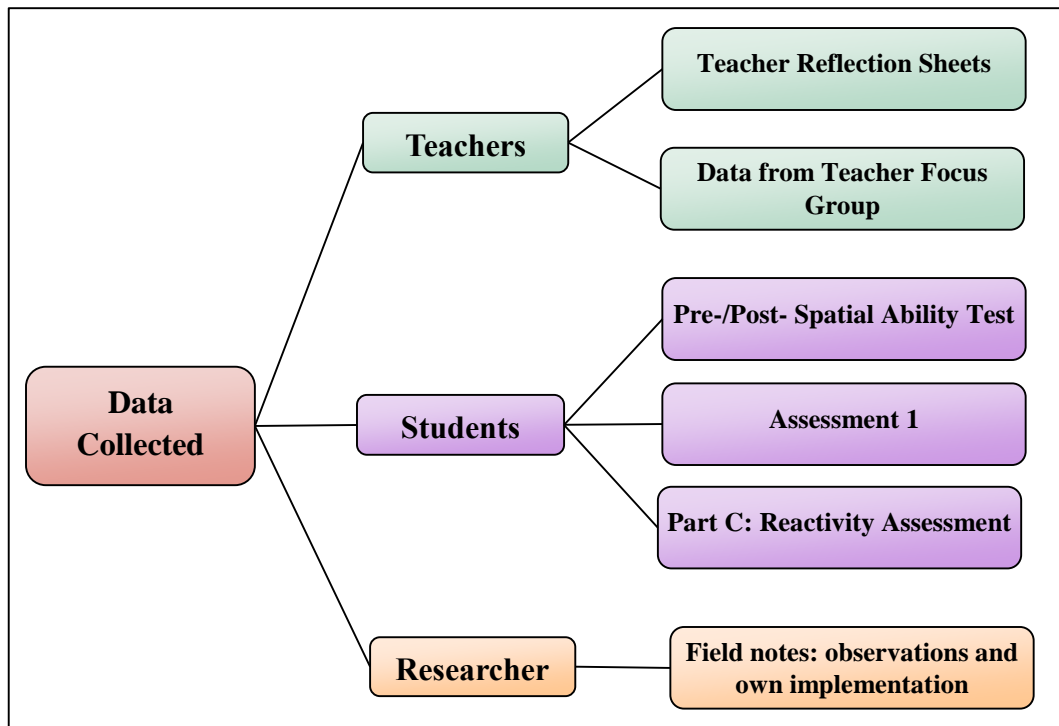 Teacher Reflection Sheets
Teachers
Data from Teacher Focus
Group
Pre-/Post- Spatial Ability Test
Data
Collected
Students
Assessment 1
Part C: Reactivity Assessment
Researcher
Field notes: observations and
own implementation